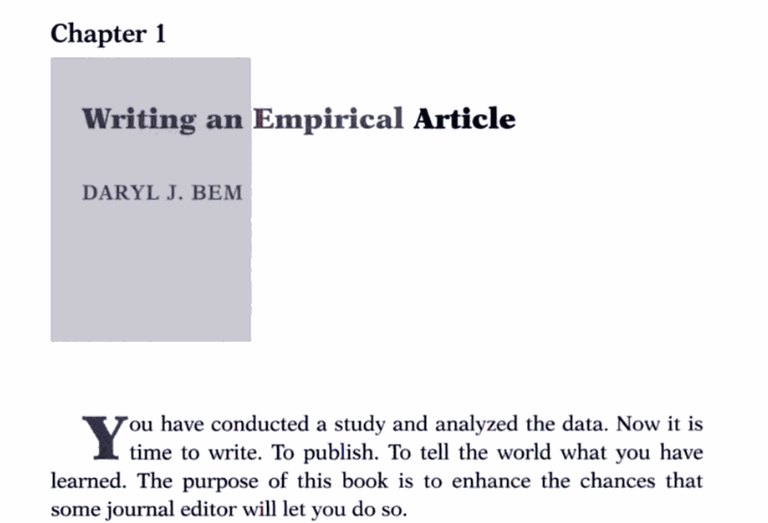 Chapter 1
Writing an Empirical Article
DARYL J. BEM
You have conducted a study and analyzed the data. Now it is
time to write. To publish. To tell the world what you have
learned. The purpose of this book is to enhance the chances that
some journal editor will let you do so.